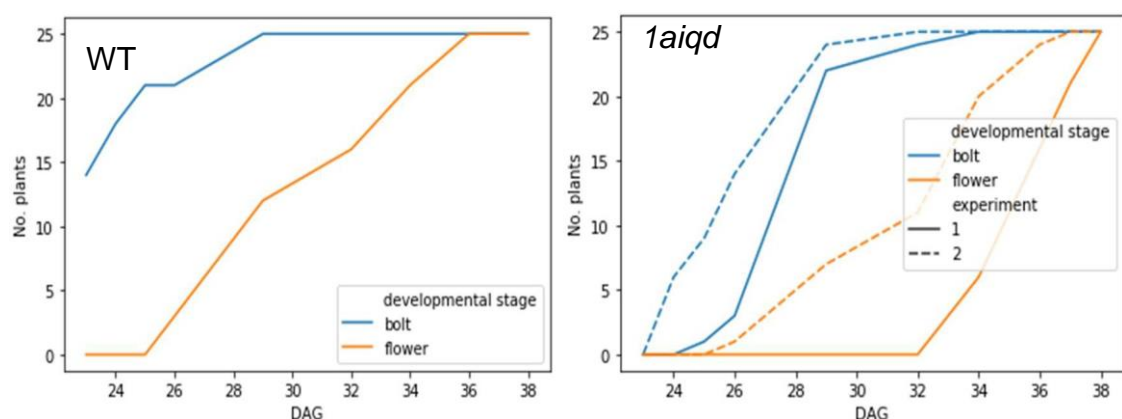 WT
No. plants
25
20
15
10
5
0
24 26 28 30 32 34 36 38
DAG
developmental stage
bolt
flower
1aiqd
No. plants
25
20
15
10
5
0
24 26 28 30 32 34 36 38
DAG
developmental stage
bolt
flower
experiment
1
2